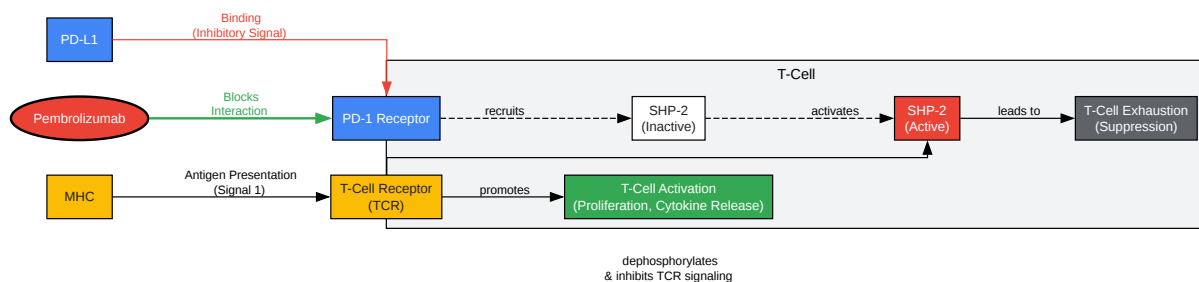 Binding
(Inhibitory Signal)
PD-L1
T-Cell
Blocks
Interaction
Pembrolizumab
PD-1 Receptor
recruits
SHP-2
(Inactive)
activates
SHP-2
(Active)
leads to
T-Cell Exhaustion
(Suppression)
Antigen Presentation
(Signal 1)
MHC
T-Cell Receptor
(TCR)
promotes
T-Cell Activation
(Proliferation, Cytokine Release)
dephosphorylates
& inhibits TCR signaling